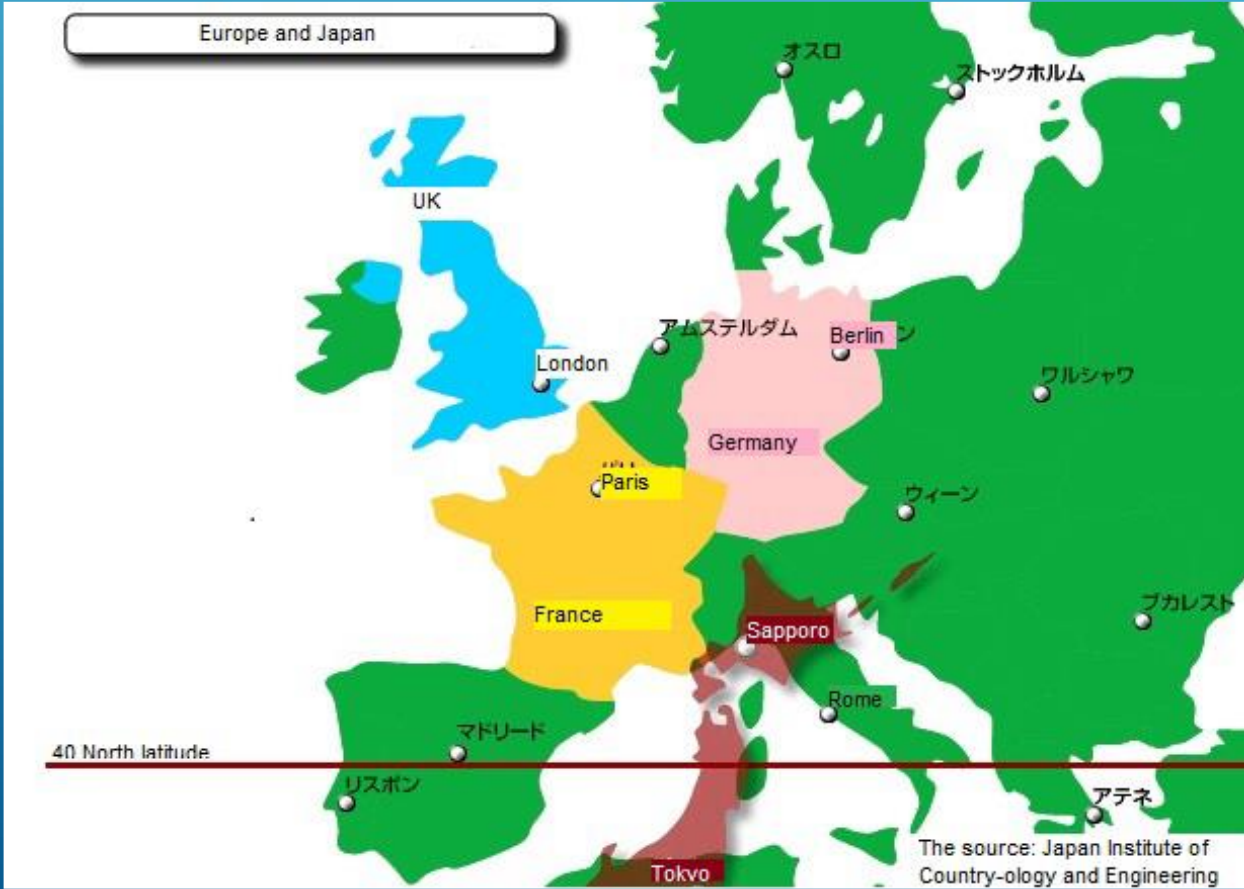 Europe and Japan
オスロ
ストックホルム
UK
アムステルダム
Berlin
ン
London
ワルシャワ
Germany
Paris
ウィーン
France
ブカレスト
Sapporo
Rome
マドリード
40 North latitude
リスボン
アテネ
Tokyo
The source: Japan Institute of
Country-ology and Engineering